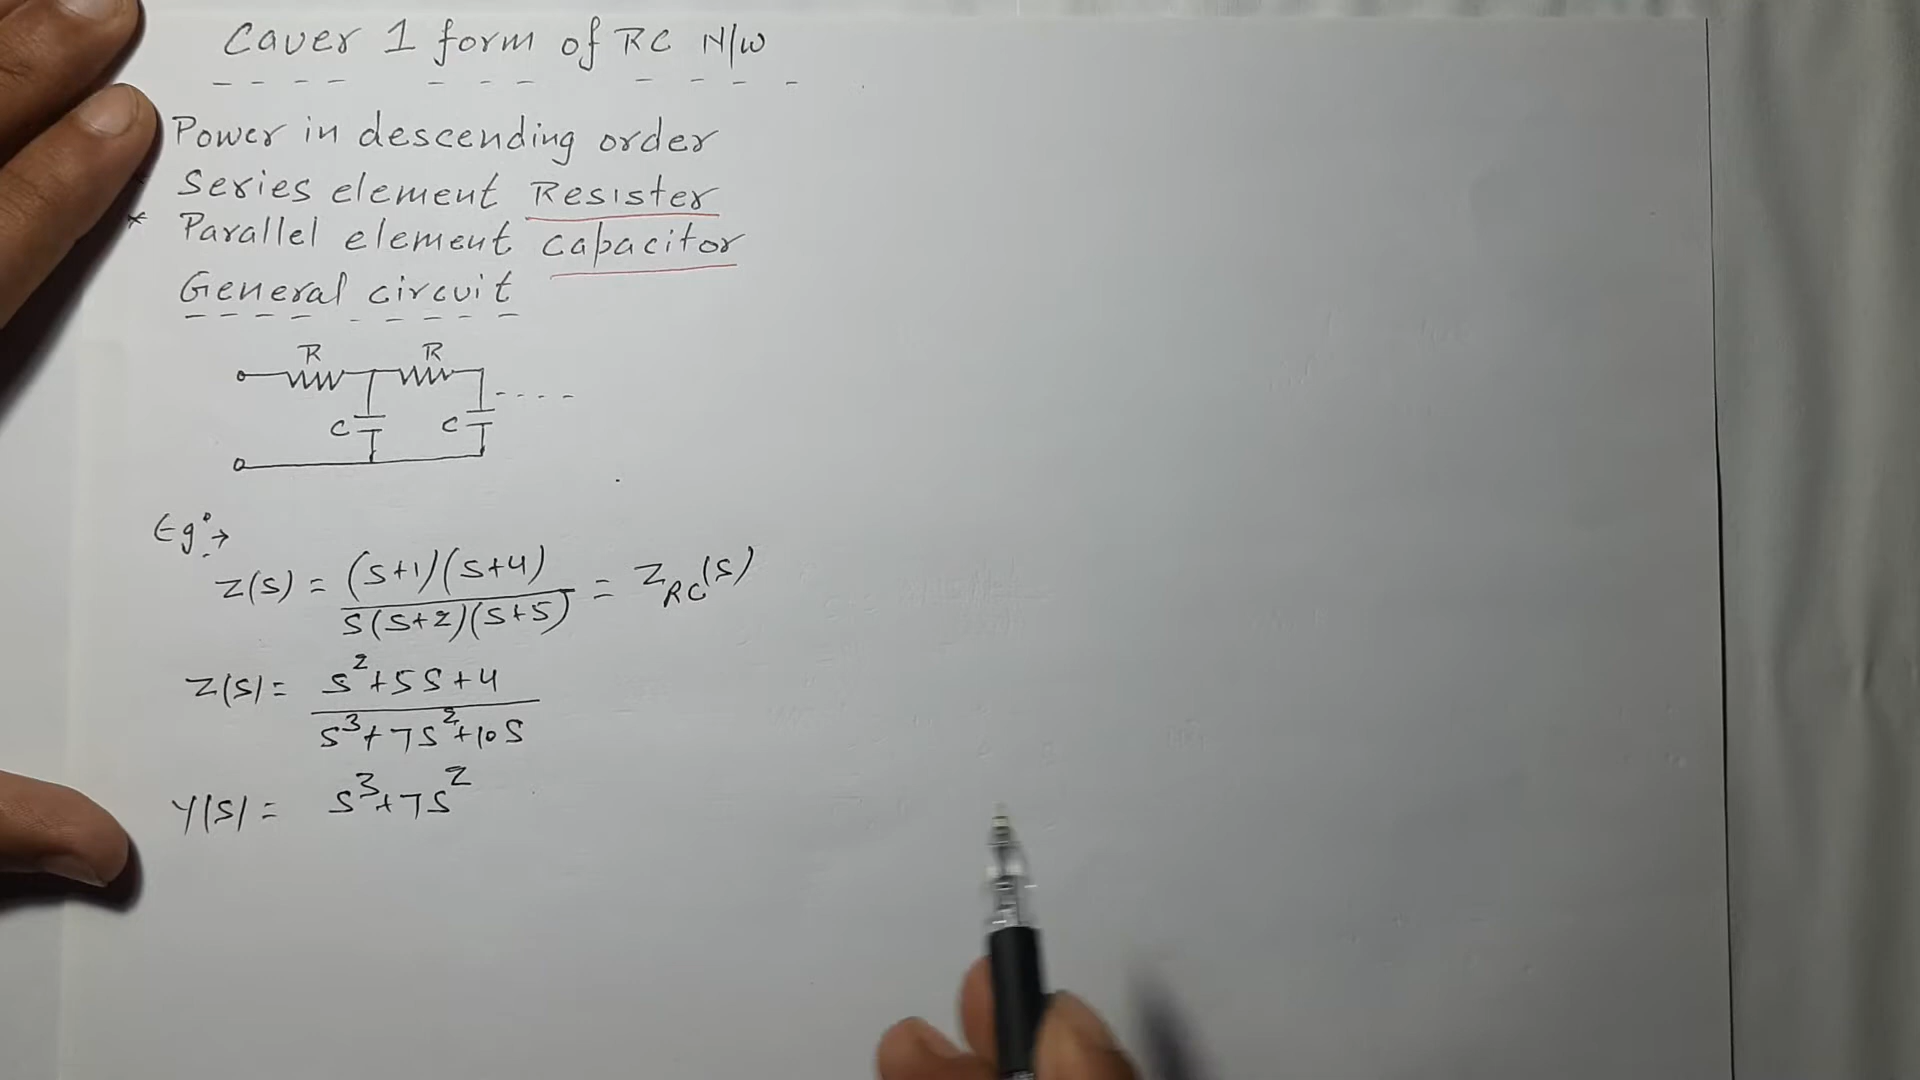 Cauer 1 form of RC N/W
Power in descending order
Series element Resister
* Parallel element capacitor
General circuit
R R
C C
Eg:→
Z(S) = (S+1)(S+4) / S(S+2)(S+5) = Z_RC(S)
Z(S) = S²+5S+4 / S³+7S²+10S
Y(S) = S³+7S²